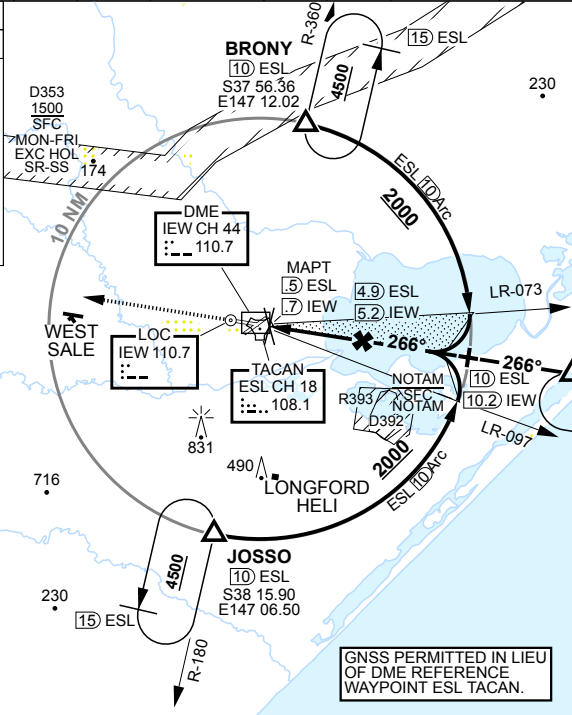 R-360
BRONY
10 ESL
S37 56.36
E147 12.02
4500
15 ESL
230
D353
1500
SFC
MON-FRI
EXC HOL
SR-SS
174
10 NM
ESL 10 Arc
2000
DME
IEW CH 44
110.7
MAPT
.5 ESL
.7 IEW
4.9 ESL
5.2 IEW
LR-073
266°
266°
WEST
SALE
LOC
IEW 110.7
TACAN
ESL CH 18
108.1
10 ESL
10.2 IEW
NOTAM
R393
SEC
NOTAM
D392
LR-097
831
490
LONGFORD
HELI
2000
ESL 10 Arc
716
JOSSO
10 ESL
S38 15.90
E147 06.50
4500
230
15 ESL
R-180
GNSS PERMITTED IN LIEU
OF DME REFERENCE
WAYPOINT ESL TACAN.